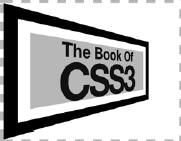 The Book Of
CSS3